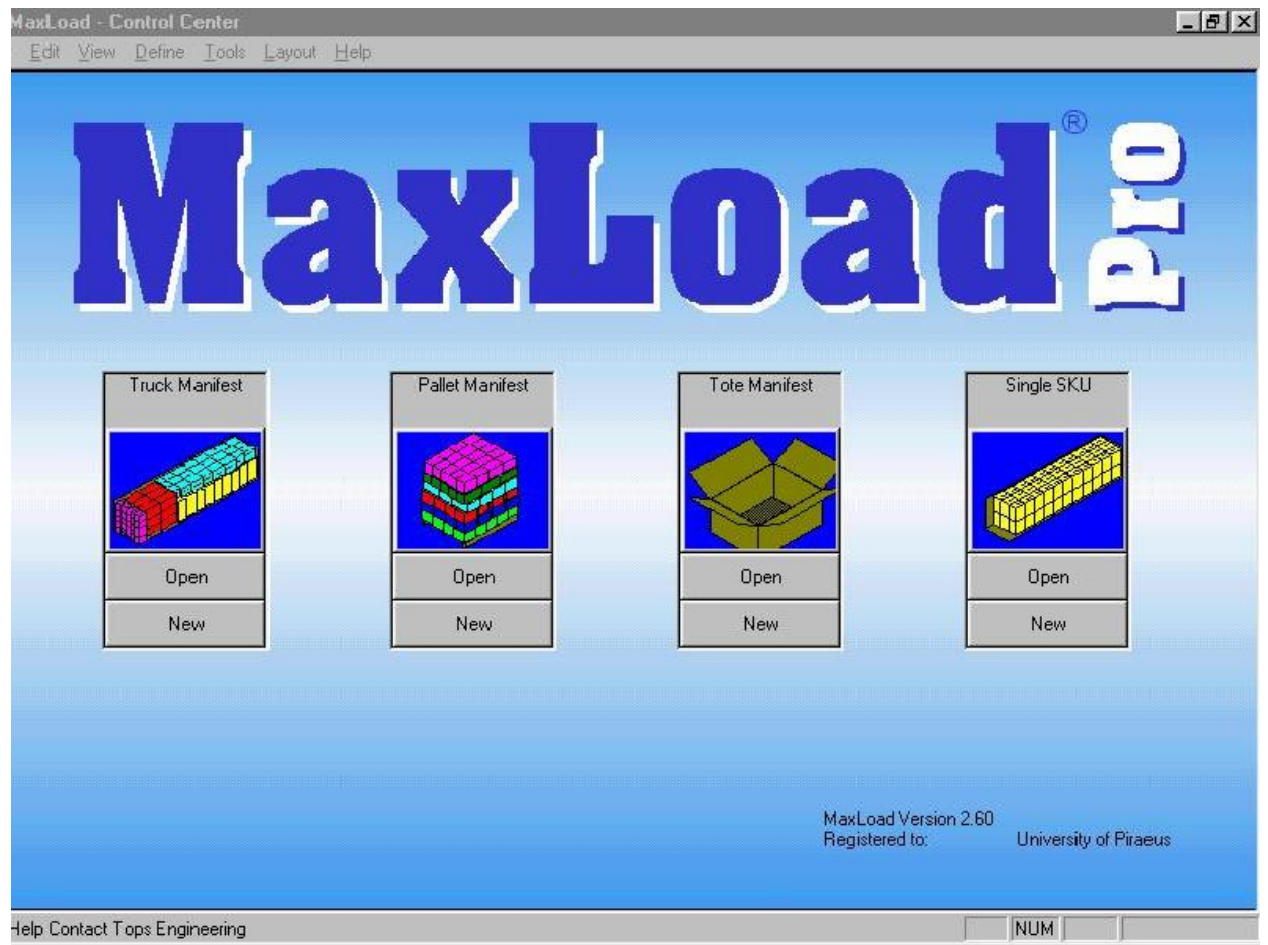 MaxLoad - Control Center
Edit View Define Tools Layout Help
MaxLoad® Pro
Truck Manifest Pallet Manifest Tote Manifest Single SKU
Open Open Open Open
New New New New
MaxLoad Version 2.60
Registered to: University of Piraeus
Help Contact Tops Engineering NUM